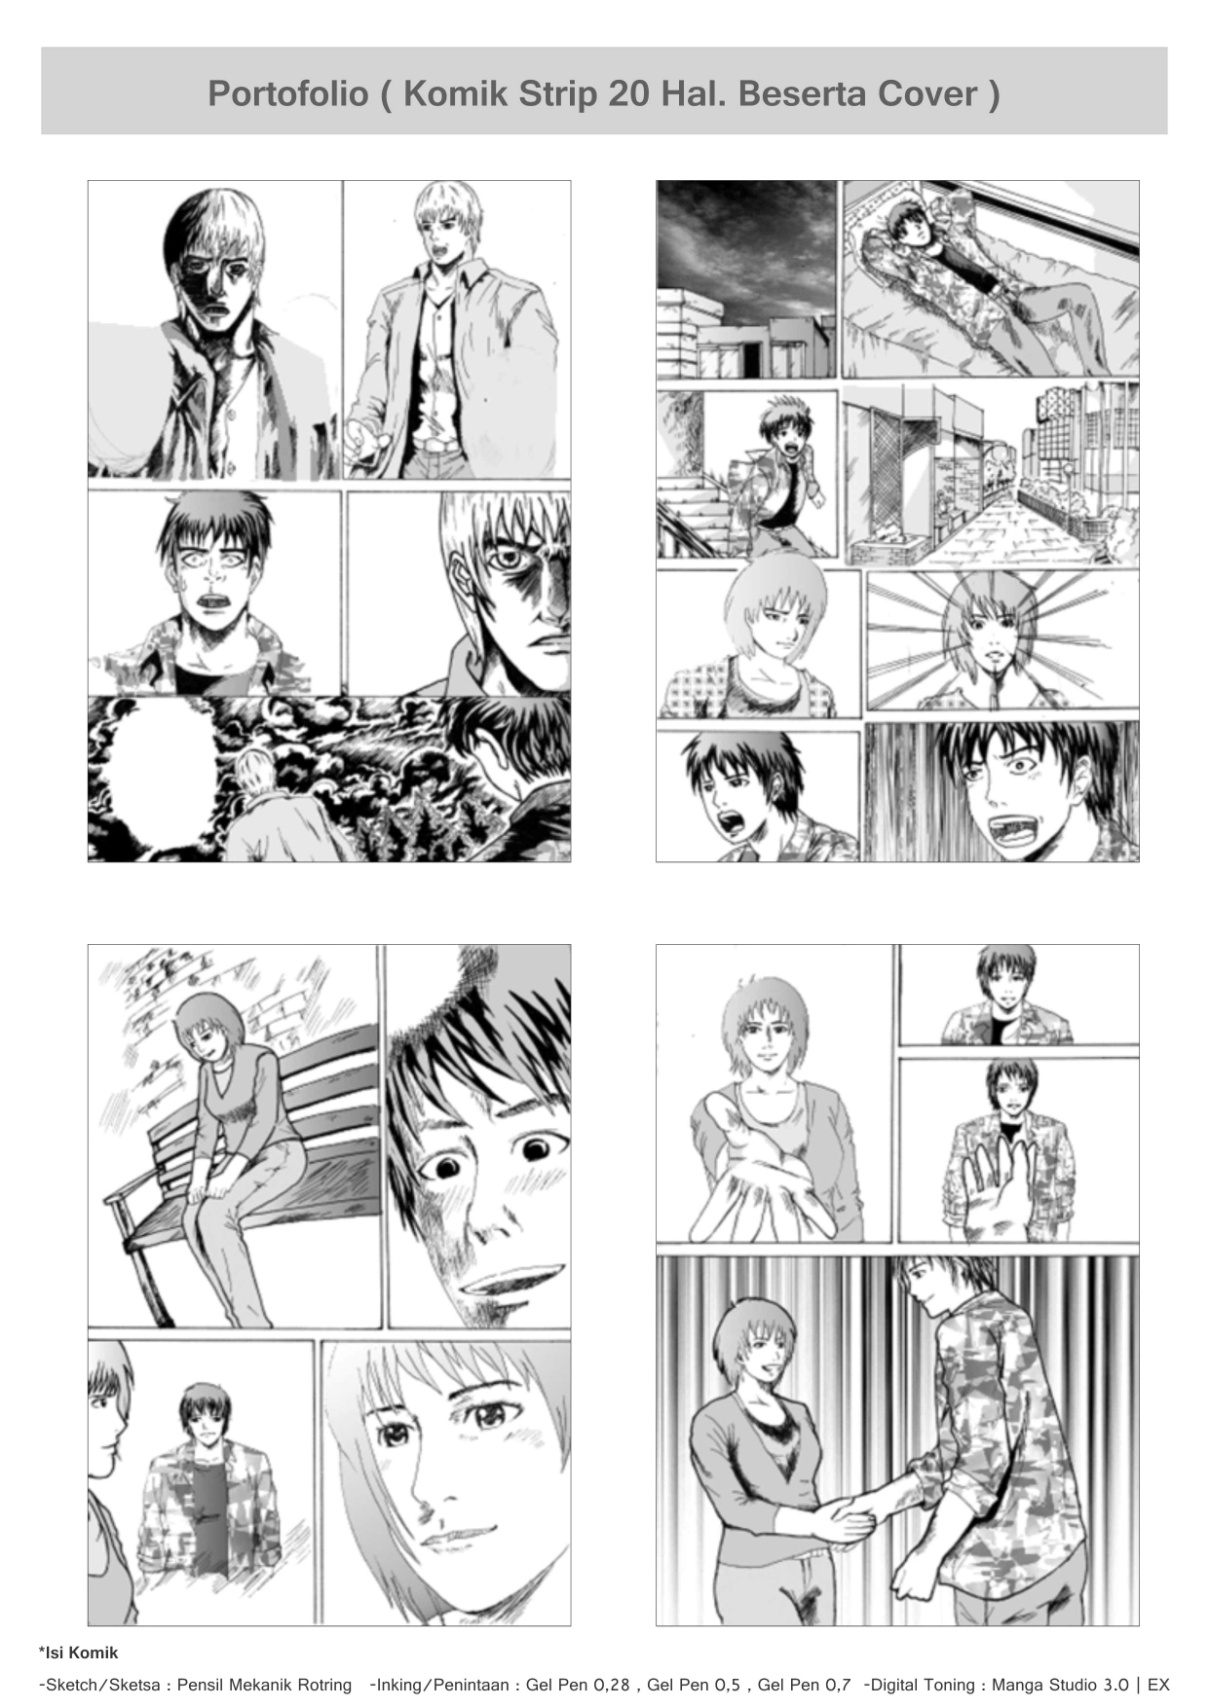 Portofolio ( Komik Strip 20 Hal. Beserta Cover )
*Isi Komik
-Sketch/Sketsa : Pensil Mekanik Rotring -Inking/Penintaan : Gel Pen 0,28 , Gel Pen 0,5 , Gel Pen 0,7 -Digital Toning : Manga Studio 3.0 | EX